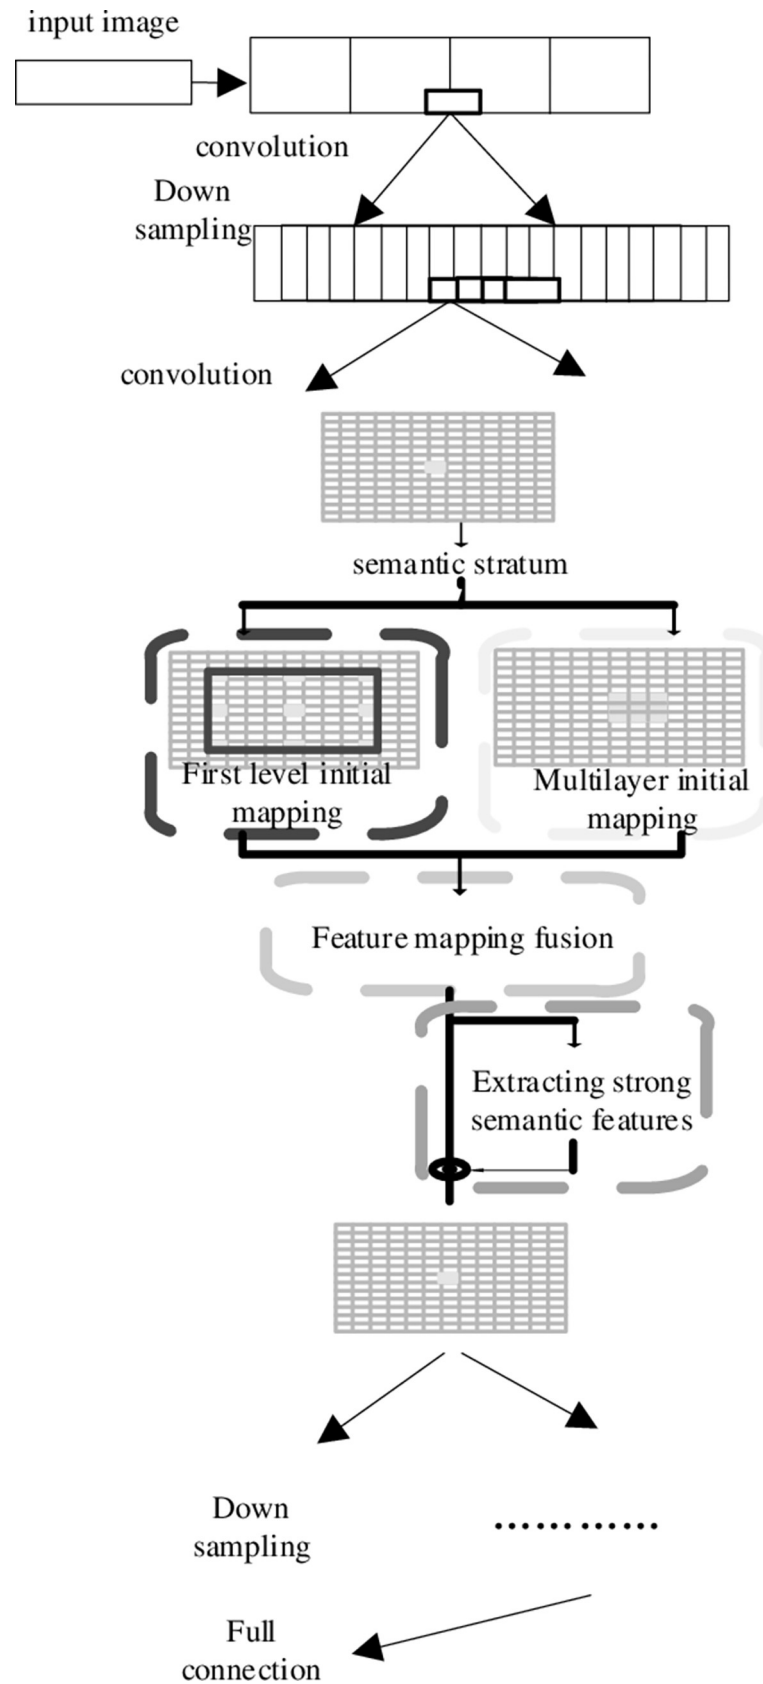 input image
convolution
Down
sampling
convolution
semantic stratum
First level initial
mapping
Multilayer initial
mapping
Feature mapping fusion
Extracting strong
semantic features
Down
sampling
............
Full
connection